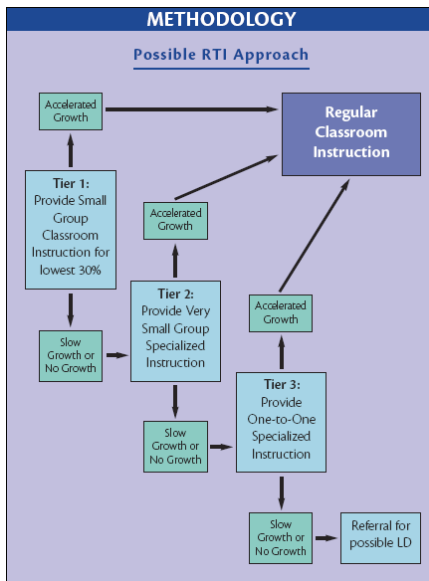 METHODOLOGY
Possible RTI Approach
Accelerated
Growth
Regular
Classroom
Instruction
Tier 1:
Provide Small
Group
Classroom
Instruction for
lowest 30%
Accelerated
Growth
Slow
Growth or
No Growth
Tier 2:
Provide Very
Small Group
Specialized
Instruction
Accelerated
Growth
Slow
Growth or
No Growth
Tier 3:
Provide
One-to-One
Specialized
Instruction
Slow
Growth or
No Growth
Referral for
possible LD